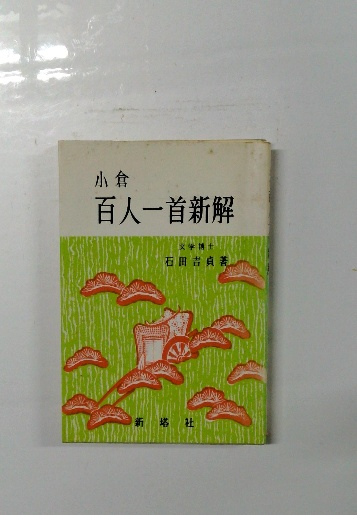 小倉
百人一首新解
文学博士
石田吉貞著
新塔社